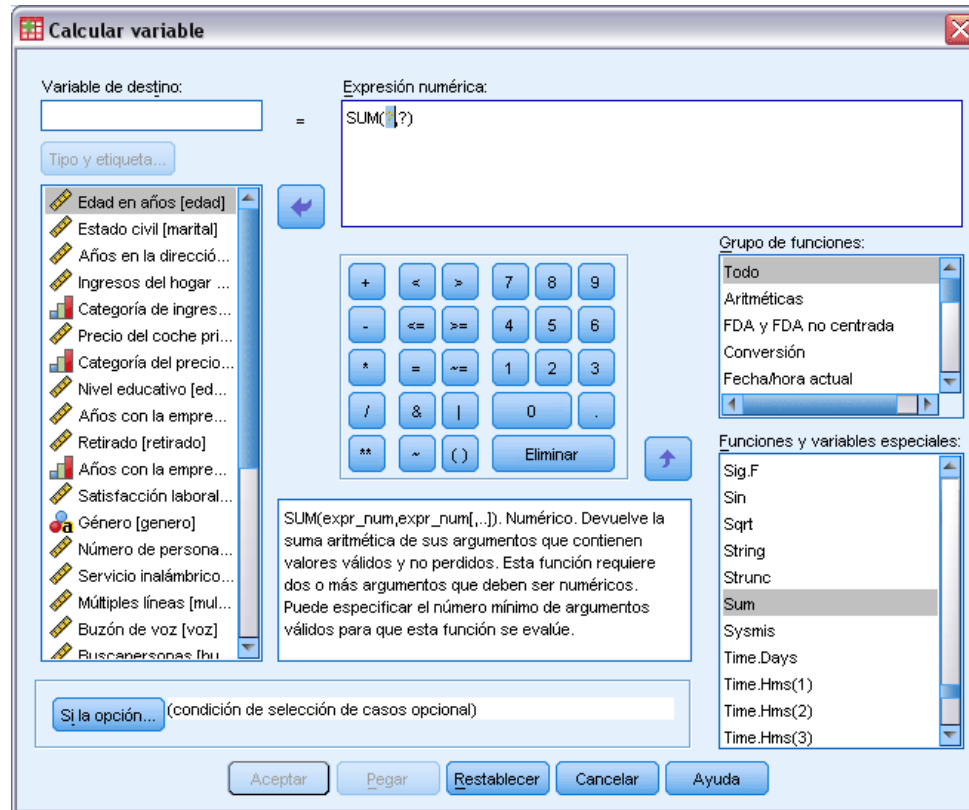 Calcular variable
Variable de destino:
Expresión numérica:
=
SUM(?,?)
Tipo y etiqueta...
Edad en años [edad]
Estado civil [marital]
Años en la direcció...
Ingresos del hogar ...
Categoría de ingres...
Precio del coche pri...
Categoría del precio...
Nivel educativo [ed...
Años con la empre...
Retirado [retirado]
Años con la empre...
Satisfacción laboral...
Género [genero]
Número de persona...
Servicio inalámbrico...
Múltiples líneas [mul...
Buzón de voz [voz]
Buscapersonas [bu...
+ < > 7 8 9
- <= >= 4 5 6
* = ~= 1 2 3
/ & | 0 .
** ~ ( ) Eliminar
Grupo de funciones:
Todo
Aritméticas
FDA y FDA no centrada
Conversión
Fecha/hora actual
Funciones y variables especiales:
Sig.F
Sin
Sqrt
String
Strunc
Sum
Sysmis
Time.Days
Time.Hms(1)
Time.Hms(2)
Time.Hms(3)
SUM(expr_num,expr_num[,..]). Numérico. Devuelve la
suma aritmética de sus argumentos que contienen
valores válidos y no perdidos. Esta función requiere
dos o más argumentos que deben ser numéricos.
Puede especificar el número mínimo de argumentos
válidos para que esta función se evalúe.
Si la opción... (condición de selección de casos opcional)
Aceptar Pegar Restablecer Cancelar Ayuda